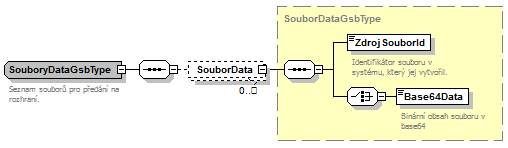 SouborDataGsbType
ZdrojSouborId
SouboryDataGsbType
SouborData
Identifikátor souboru v
systému, který jej vytvořil.
Seznam souborů pro předání na
rozhraní.
0..
Base64Data
Binární obsah souboru v
base64